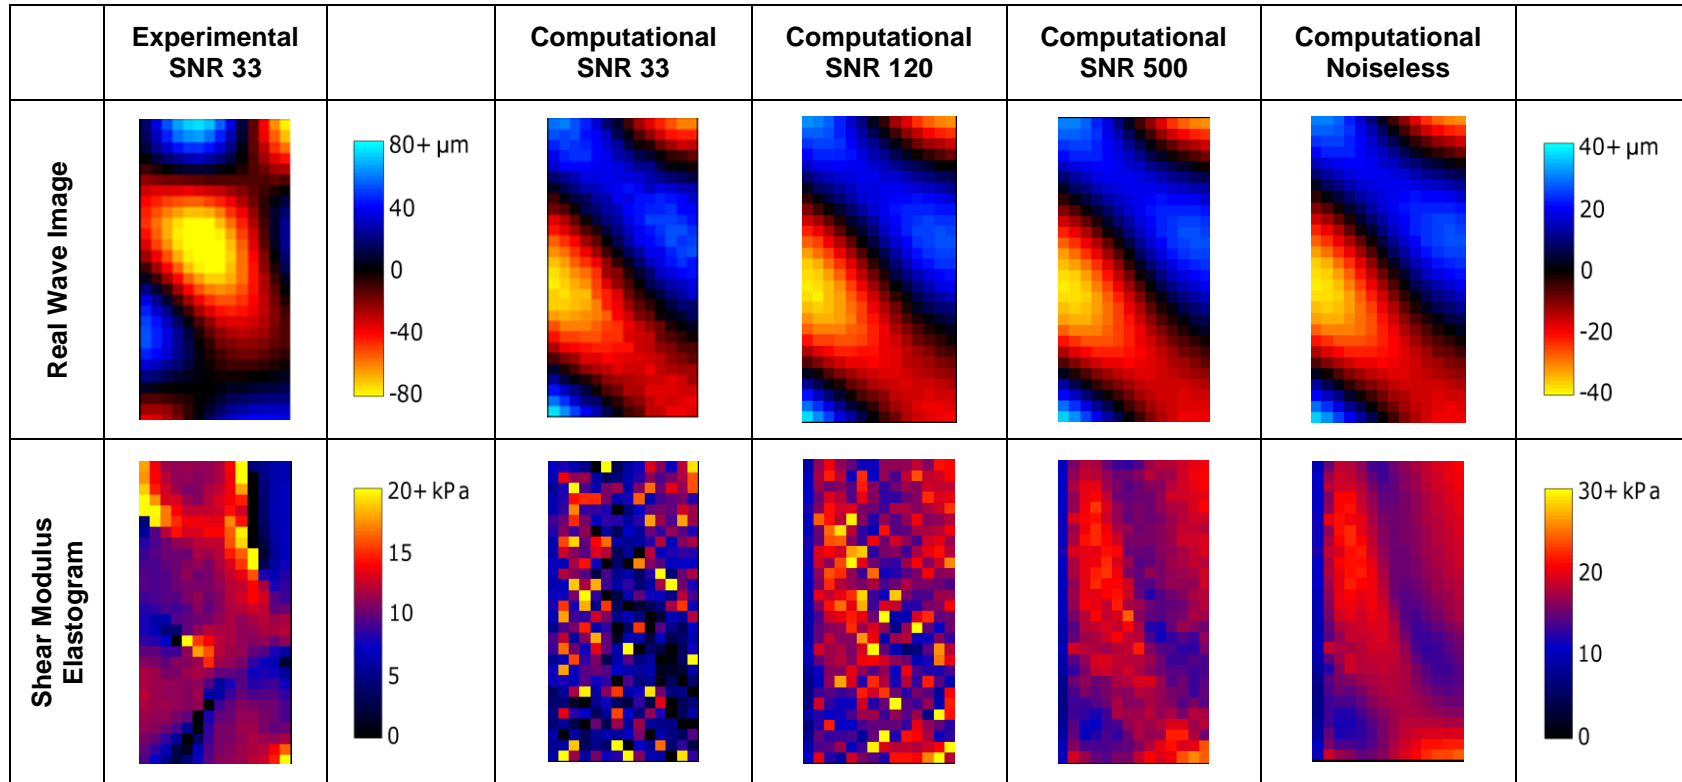 Experimental
SNR 33
Computational
SNR 33
Computational
SNR 120
Computational
SNR 500
Computational
Noiseless
Real Wave Image
80+ µm
40
0
-40
-80
40+ µm
20
0
-20
-40
Shear Modulus
Elastogram
20+ kPa
15
10
5
0
30+ kPa
20
10
0